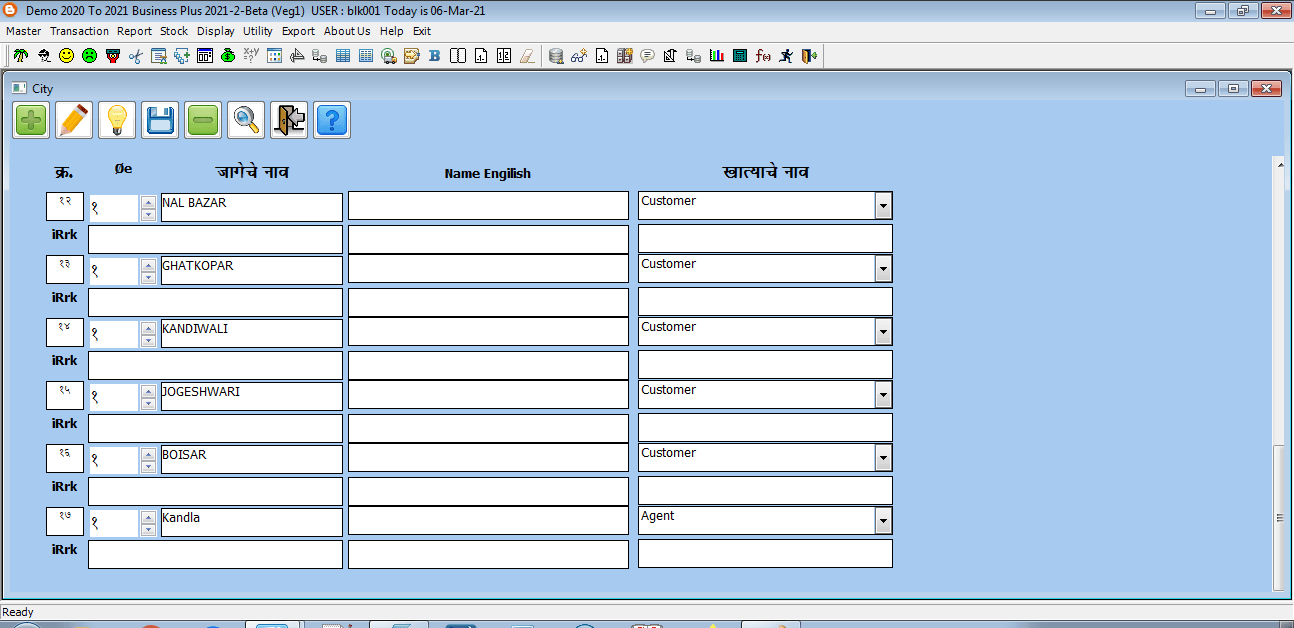 Demo 2020 To 2021 Business Plus 2021-2-Beta (Veg1) USER : blk001 Today is 06-Mar-21
Master Transaction Report Stock Display Utility Export About Us Help Exit
City
क्र. Øe जागेचे नाव Name Engilish खात्याचे नाव
१२ १ NAL BAZAR Customer
iRrk
१३ १ GHATKOPAR Customer
iRrk
१४ १ KANDIWALI Customer
iRrk
१५ १ JOGESHWARI Customer
iRrk
१६ १ BOISAR Customer
iRrk
१७ १ Kandla Agent
iRrk
Ready